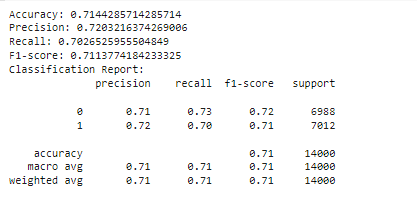 Accuracy: 0.7144285714285714
Precision: 0.7203216374269006
Recall: 0.7026525955504849
F1-score: 0.7113774184233325
Classification Report:
precision recall f1-score support
0 0.71 0.73 0.72 6988
1 0.72 0.70 0.71 7012
accuracy 0.71 14000
macro avg 0.71 0.71 0.71 14000
weighted avg 0.71 0.71 0.71 14000